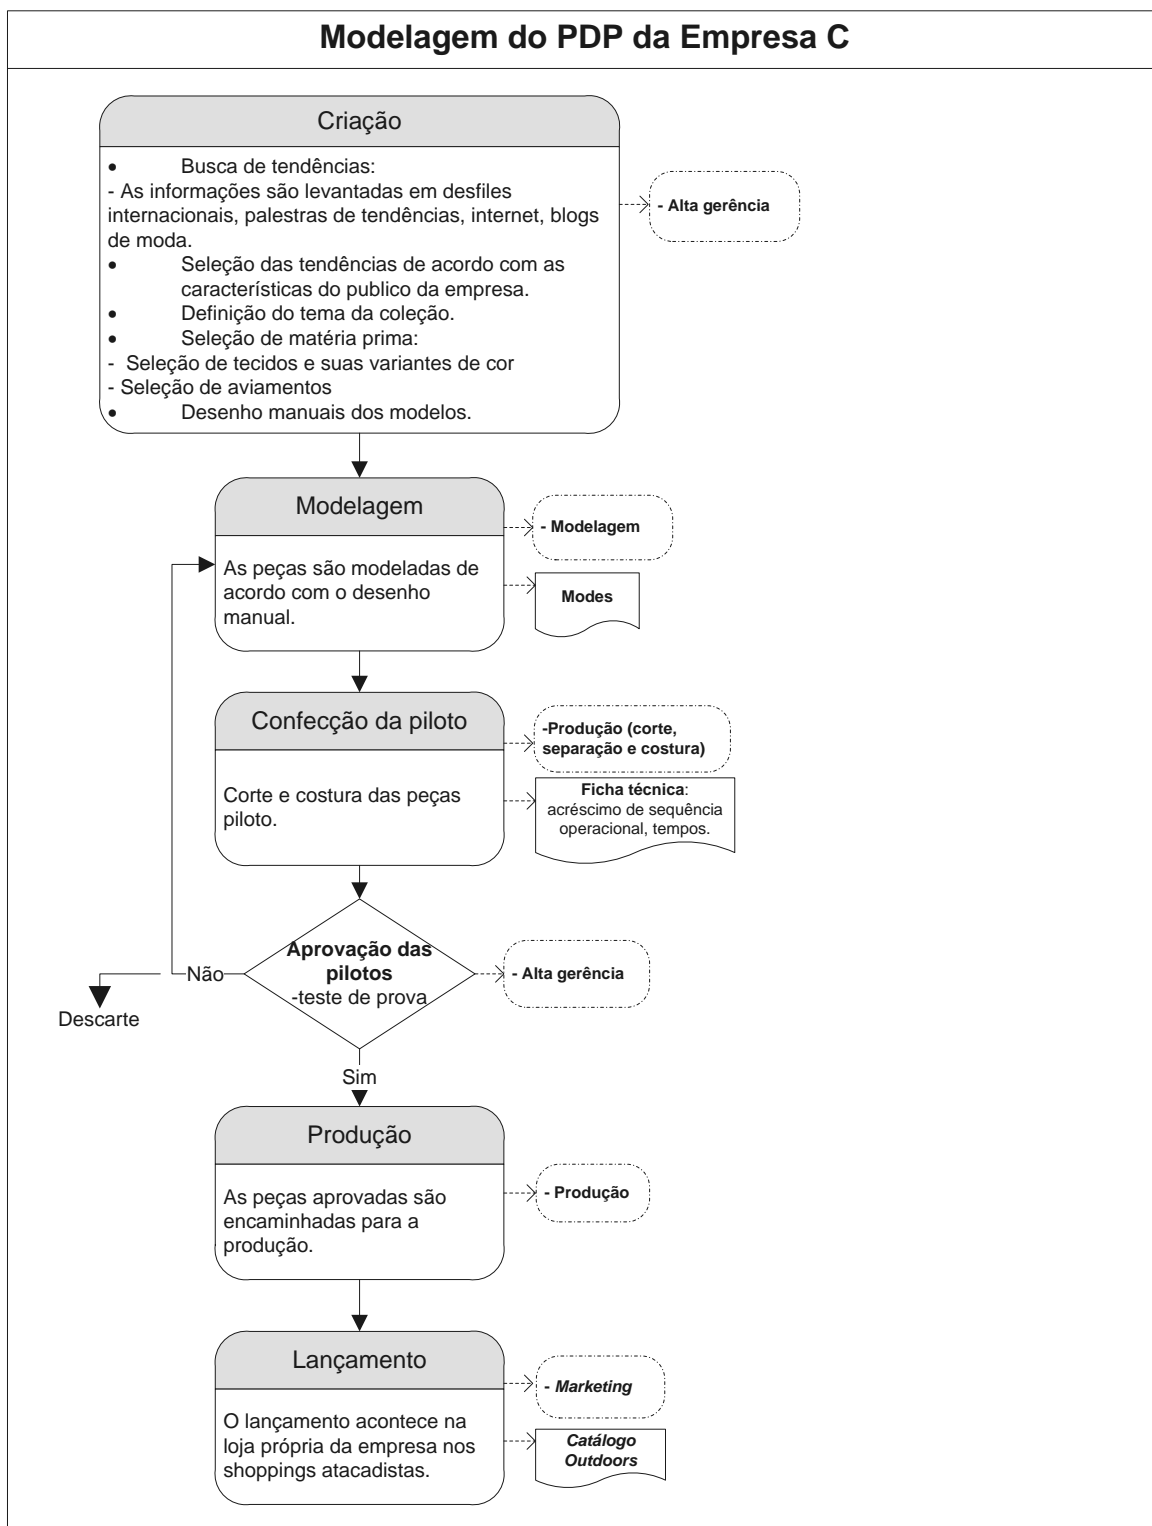 Modelagem do PDP da Empresa C
Criação
• Busca de tendências:
- As informações são levantadas em desfiles
internacionais, palestras de tendências, internet, blogs
de moda.
• Seleção das tendências de acordo com as
características do publico da empresa.
• Definição do tema da coleção.
• Seleção de matéria prima:
- Seleção de tecidos e suas variantes de cor
- Seleção de aviamentos
• Desenho manuais dos modelos.
- Alta gerência
Modelagem
As peças são modeladas de
acordo com o desenho
manual.
- Modelagem
Modes
Confecção da piloto
Corte e costura das peças
piloto.
-Produção (corte,
separação e costura)
Ficha técnica:
acréscimo de sequência
operacional, tempos.
Aprovação das
pilotos
-teste de prova
- Alta gerência
Não
Descarte
Sim
Produção
As peças aprovadas são
encaminhadas para a
produção.
- Produção
Lançamento
O lançamento acontece na
loja própria da empresa nos
shoppings atacadistas.
- Marketing
Catálogo
Outdoors